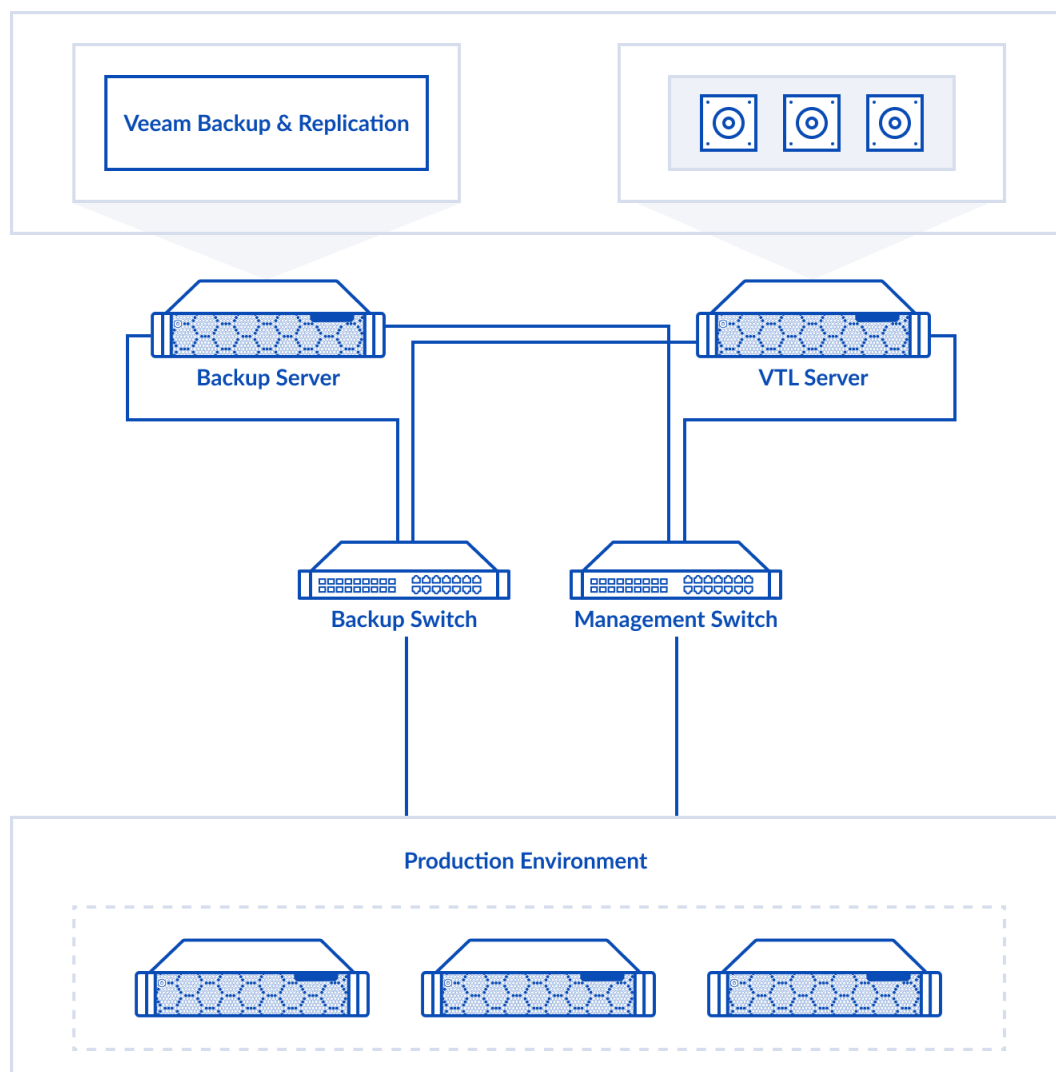 Veeam Backup & Replication
Backup Server
VTL Server
Backup Switch
Management Switch
Production Environment